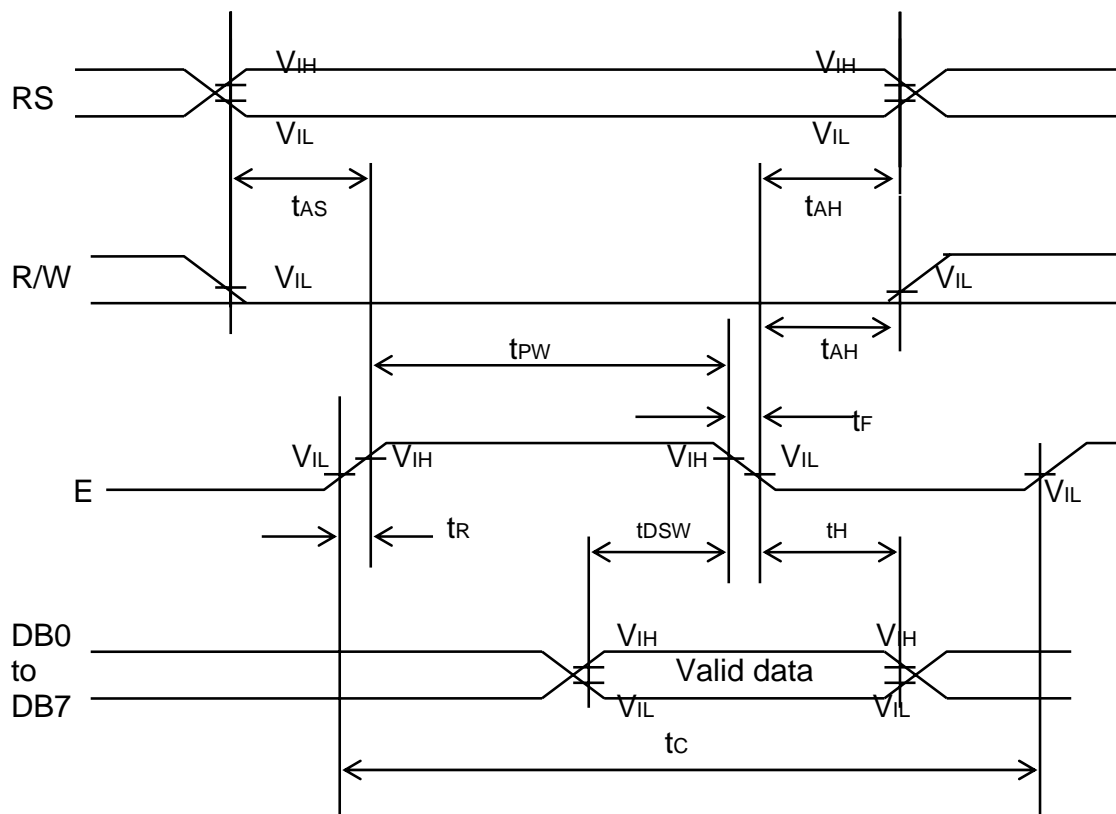 VIH
VIH
RS
VIL
VIL
tAS
tAH
R/W
VIL
VIL
tPW
tAH
tF
VIL
VIH
VIH
VIL
E
VIL
tR
tDSW
tH
DB0
to
DB7
VIH
VIH
Valid data
VIL
VIL
tC